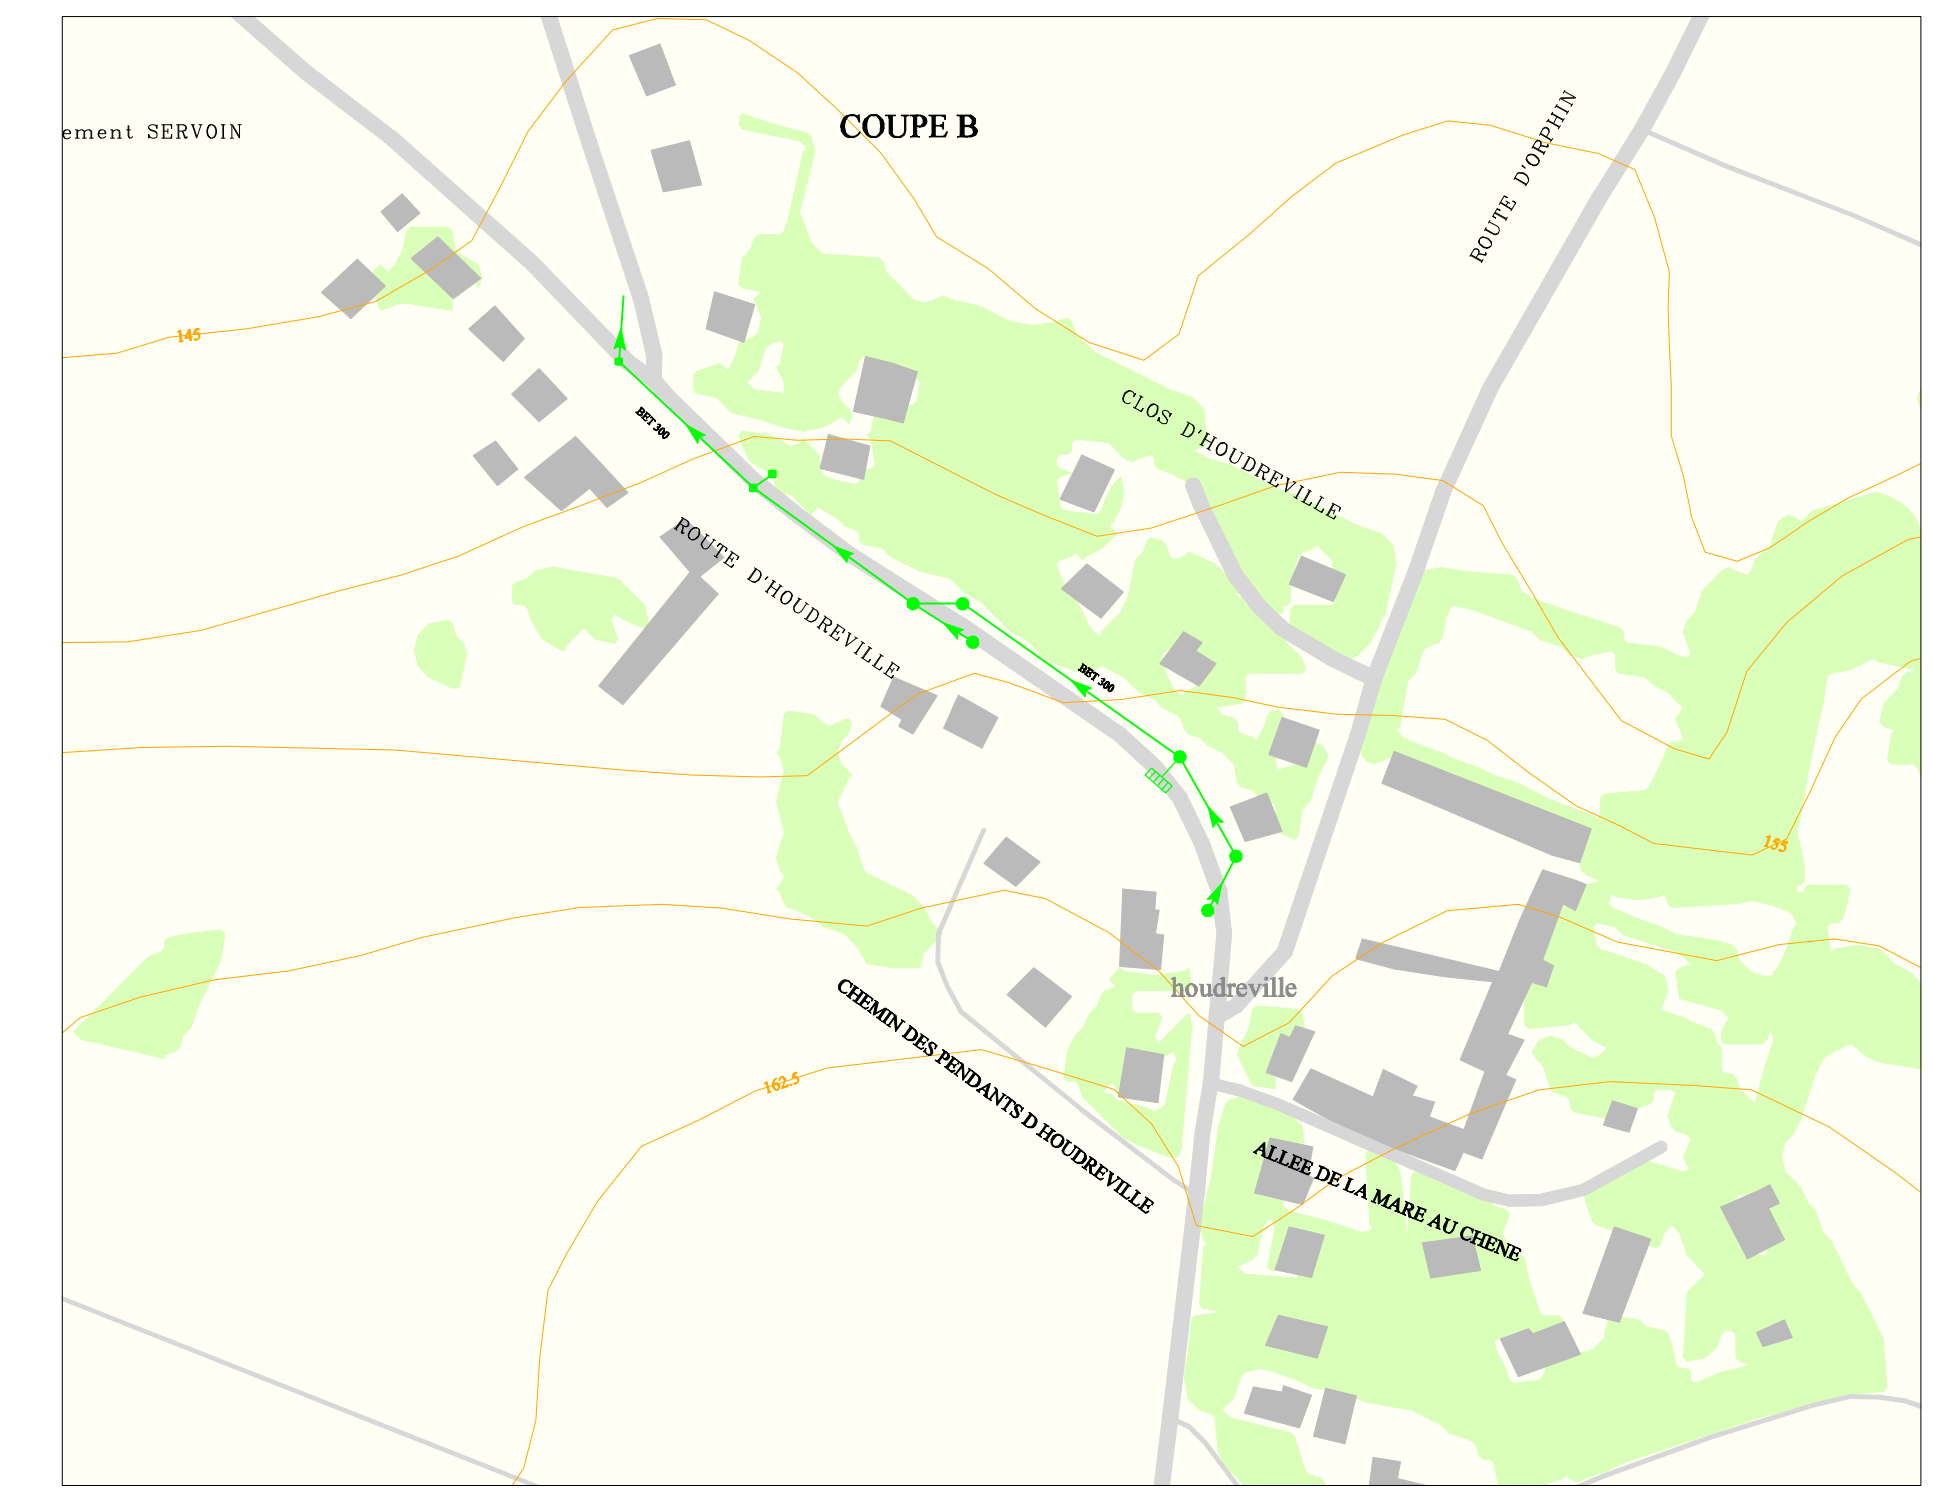 COUPE B
ement SERVOIN
ROUTE D'ORPHIN
145
CLOS D'HOUDREVILLE
BET 300
ROUTE D'HOUDREVILLE
BET 300
155
houdreville
CHEMIN DES PENDANTS D HOUDREVILLE
162.5
ALLEE DE LA MARE AU CHENE